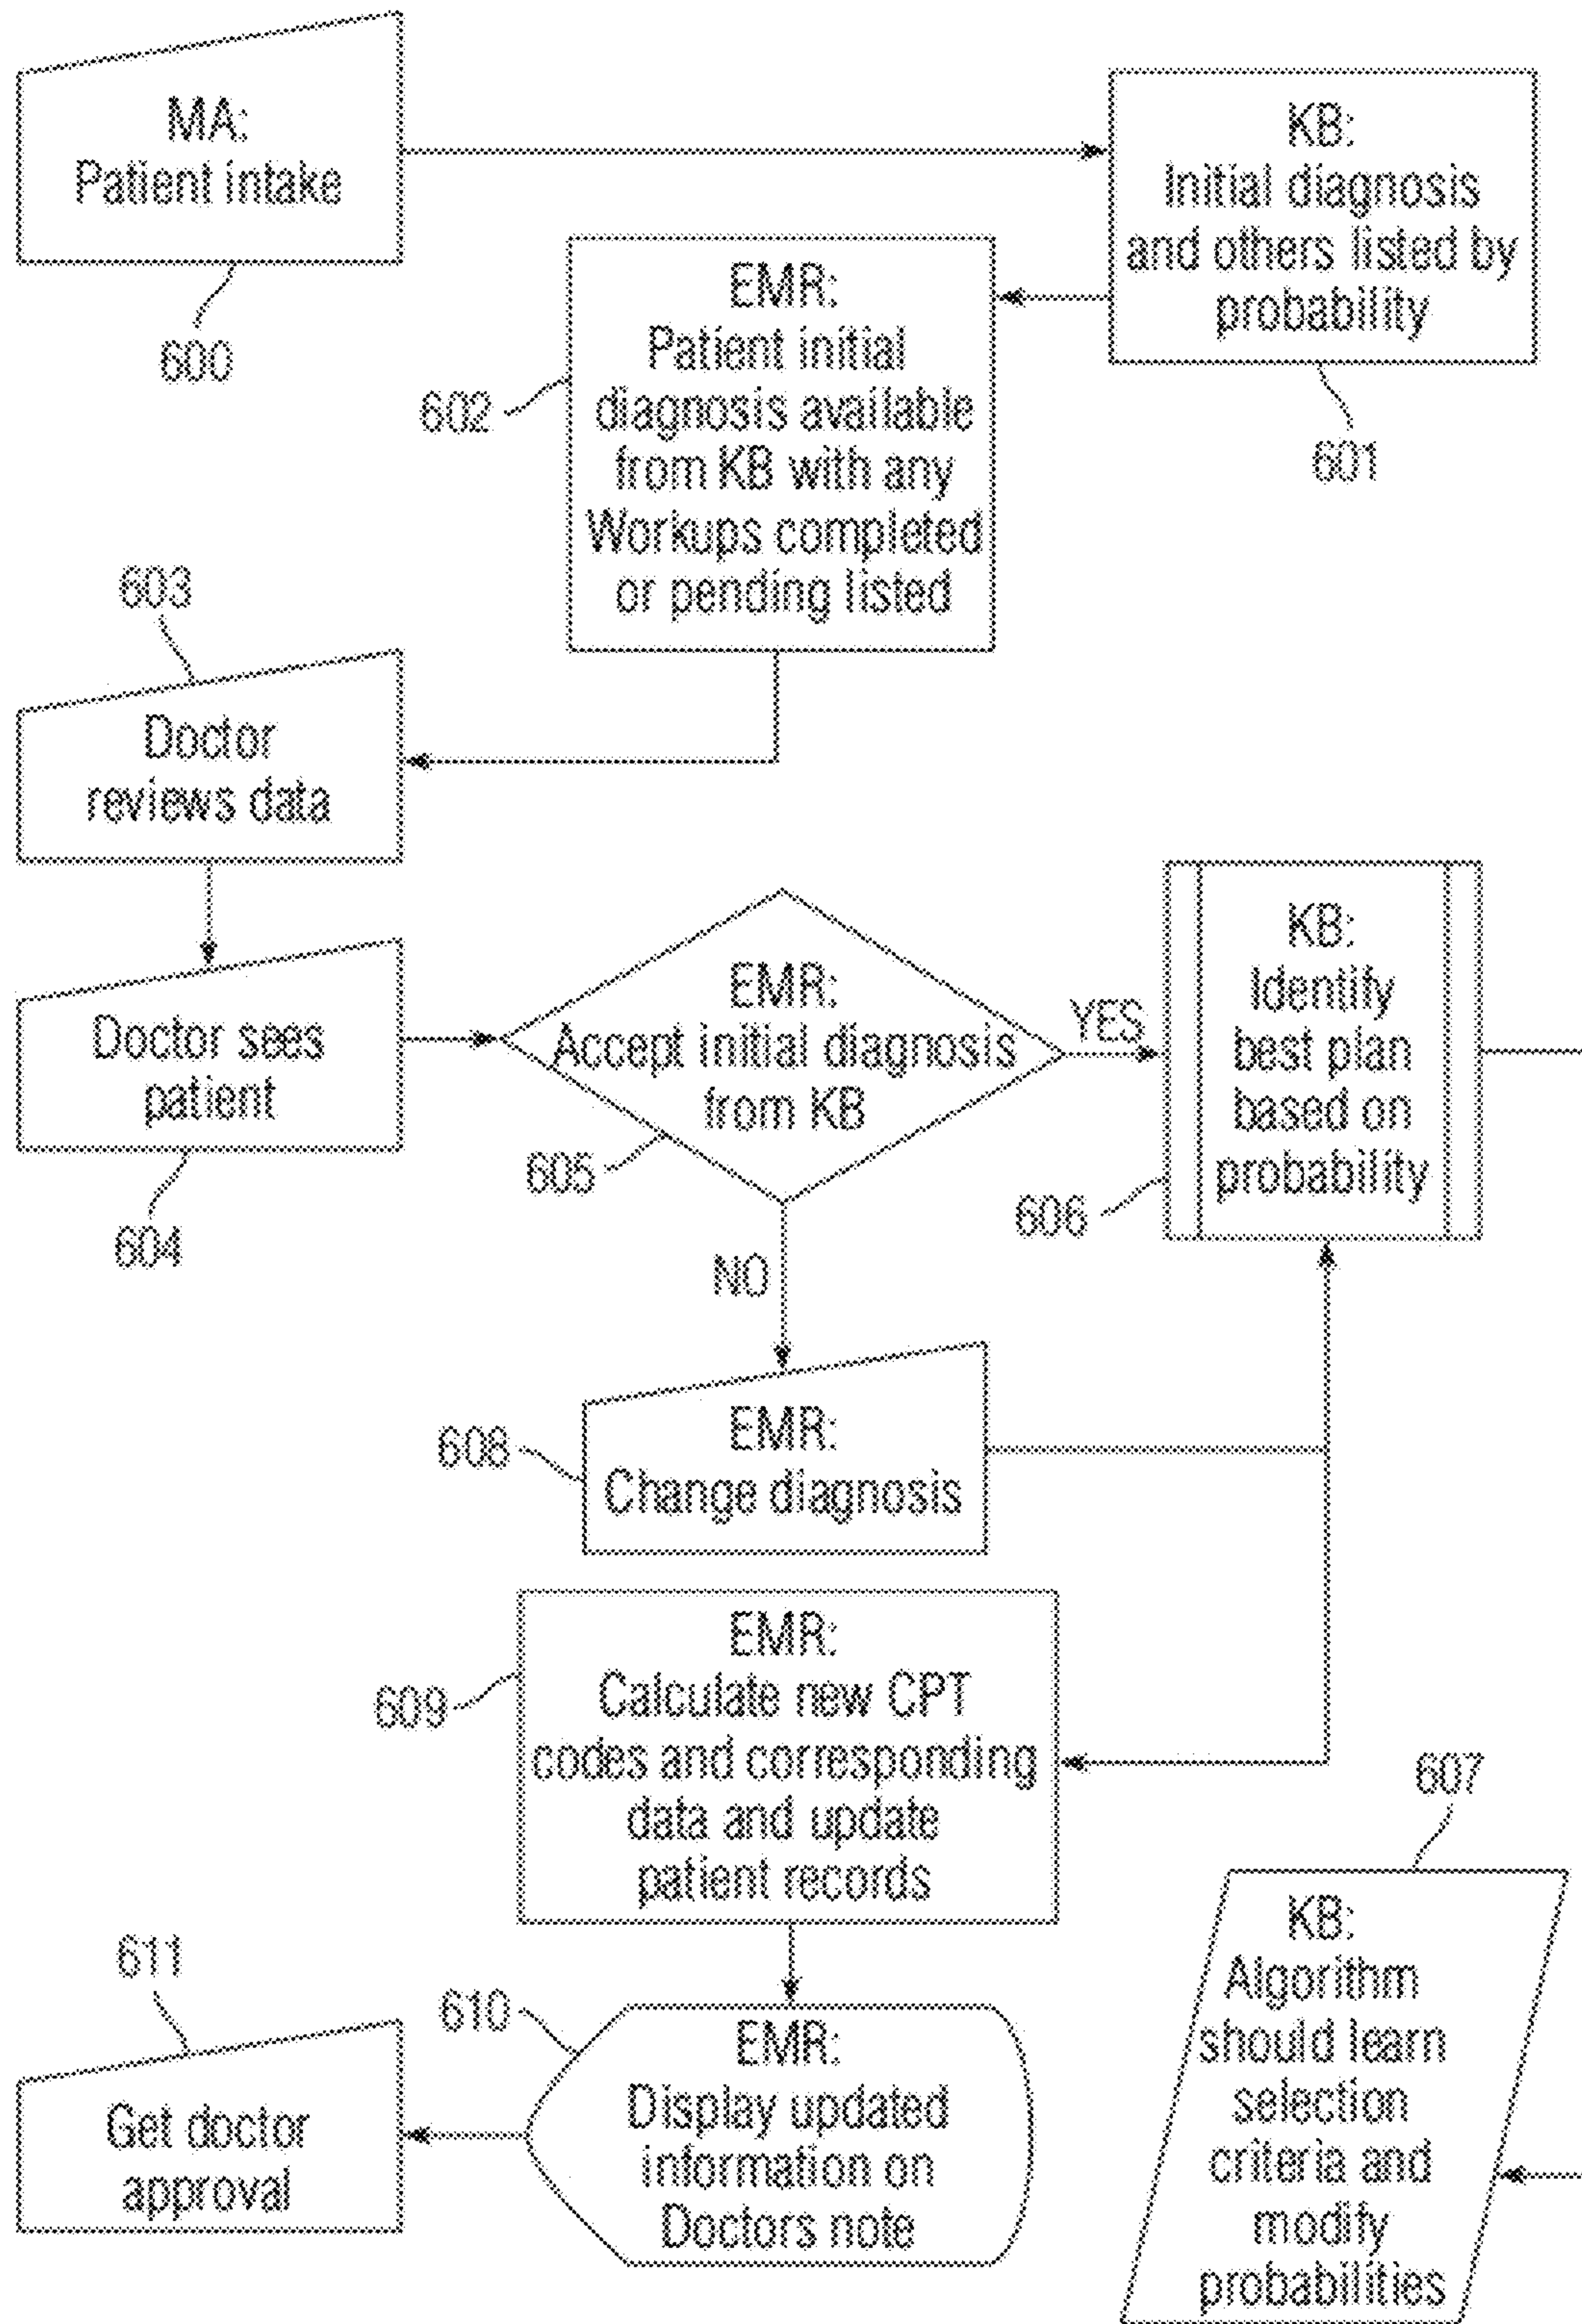 MA:
Patient intake
600
KB:
Initial diagnosis
and others listed by
probability
601
EMR:
Patient initial
diagnosis available
from KB with any
Workups completed
or pending listed
602
603
Doctor
reviews data
Doctor sees
patient
604
EMR:
Accept initial diagnosis
from KB
605
YES
NO
KB:
Identify
best plan
based on
probability
606
EMR:
Change diagnosis
608
EMR:
Calculate new CPT
codes and corresponding
data and update
patient records
609
607
KB:
Algorithm
should learn
selection
criteria and
modify
probabilities
610
EMR:
Display updated
information on
Doctors note
611
Get doctor
approval